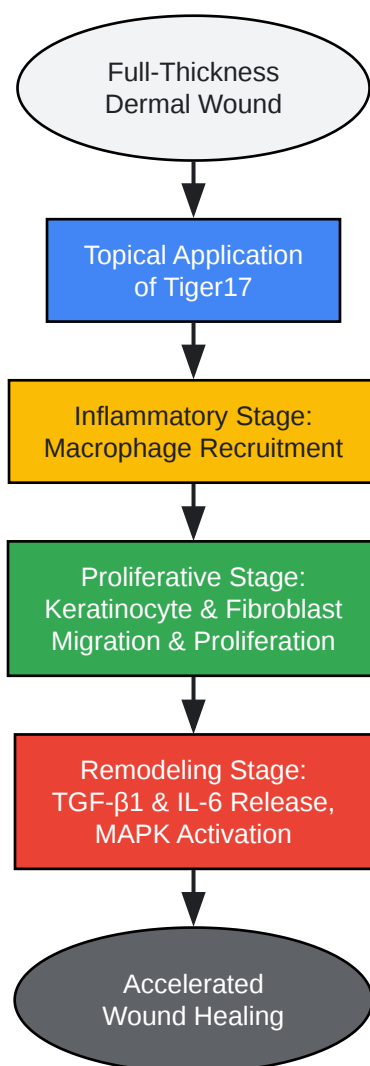 Full-Thickness
Dermal Wound
Topical Application
of Tiger17
Inflammatory Stage:
Macrophage Recruitment
Proliferative Stage:
Keratinocyte & Fibroblast
Migration & Proliferation
Remodeling Stage:
TGF-β1 & IL-6 Release,
MAPK Activation
Accelerated
Wound Healing